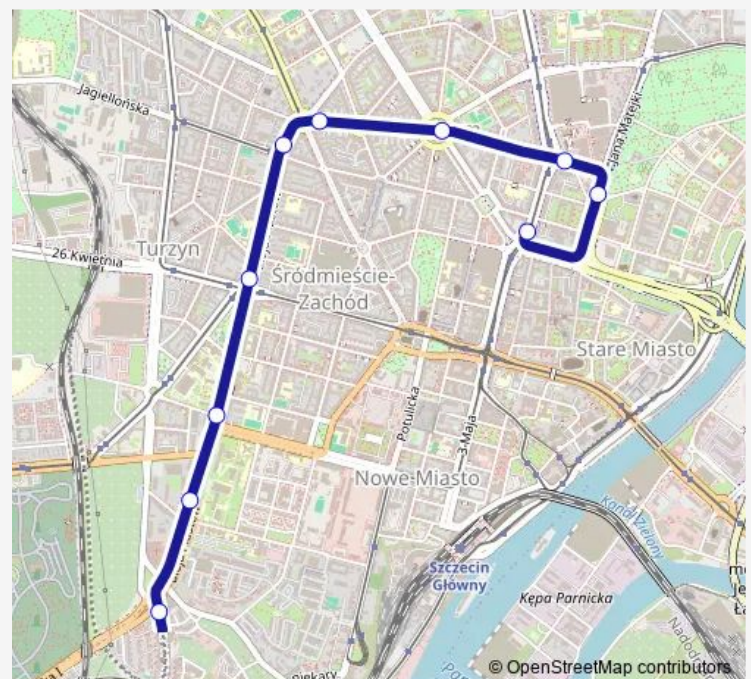 Jagiellońska
Jana Matejki
26 Kwietnia
Turzyn
Śródmieście-
Zachód
Stare Miasto
Potulicka
3 Maja
Nowe Miasto
Kanał Zielony
Szczecin
Główny
Kępa Parnicka
© OpenStreetMap contributors